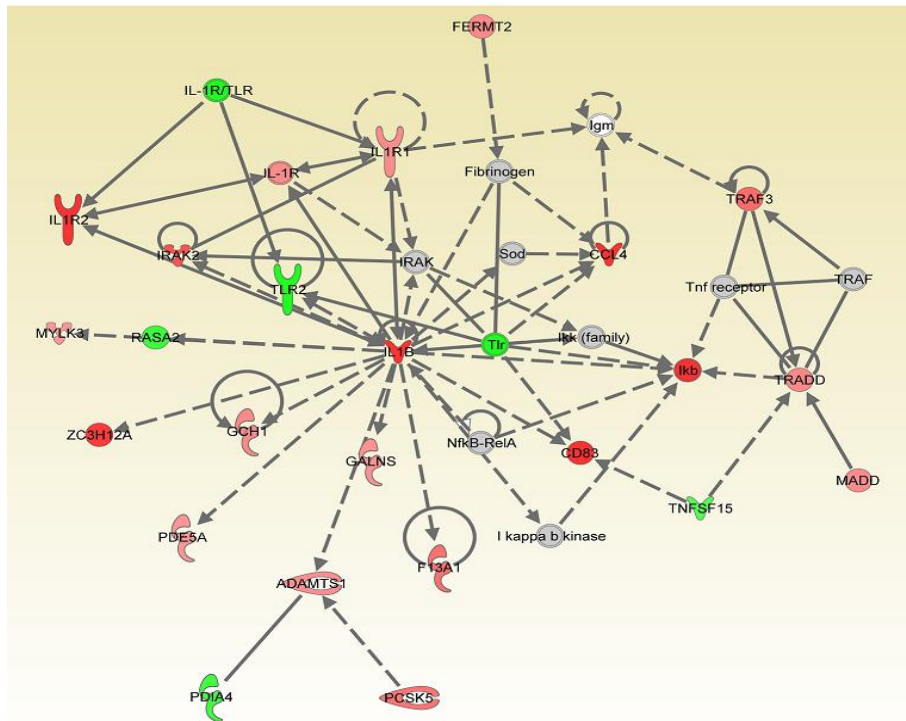 FERMT2
IL-1R/TLR
Igm
IL1R1
IL-1R
Fibrinogen
TRAF3
IL1R2
IRAK2
IRAK
Sod
CCL4
TLR2
Tnf receptor
TRAF
MYLK3
RASA2
IL1B
Tlr
Ikk (family)
Ikb
TRADD
ZC3H12A
GCH1
NfkB-RelA
CD83
GALNS
MADD
TNFSF15
PDE5A
I kappa b kinase
F13A1
ADAMTS1
PDIA4
PCSK5